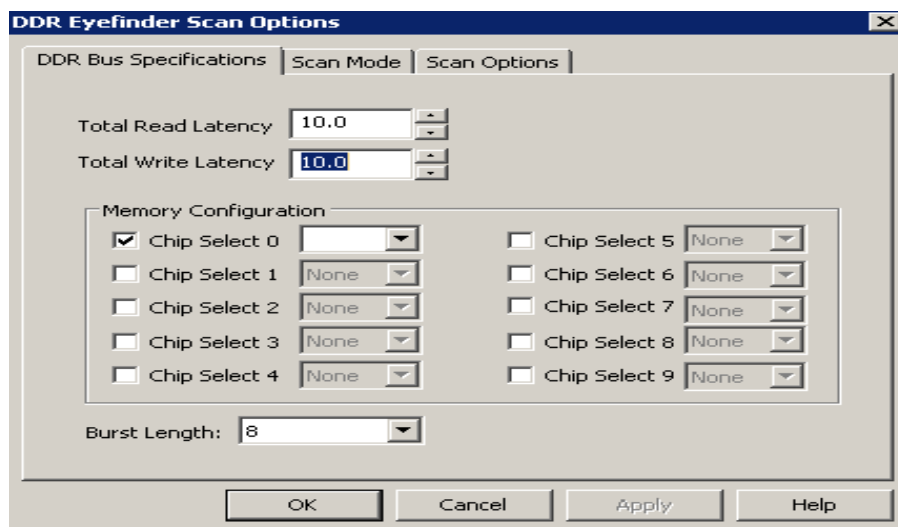 DDR Eyefinder Scan Options
DDR Bus Specifications Scan Mode Scan Options
Total Read Latency 10.0
Total Write Latency 10.0
Memory Configuration
Chip Select 0 Chip Select 5 None
Chip Select 1 None Chip Select 6 None
Chip Select 2 None Chip Select 7 None
Chip Select 3 None Chip Select 8 None
Chip Select 4 None Chip Select 9 None
Burst Length: 8
OK Cancel Apply Help